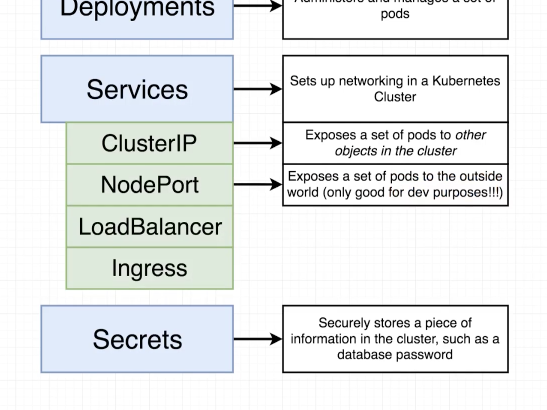 Deployments
Administers and manages a set of
pods
Services
Sets up networking in a Kubernetes
Cluster
ClusterIP
Exposes a set of pods to other
objects in the cluster
NodePort
Exposes a set of pods to the outside
world (only good for dev purposes!!!)
LoadBalancer
Ingress
Secrets
Securely stores a piece of
information in the cluster, such as a
database password